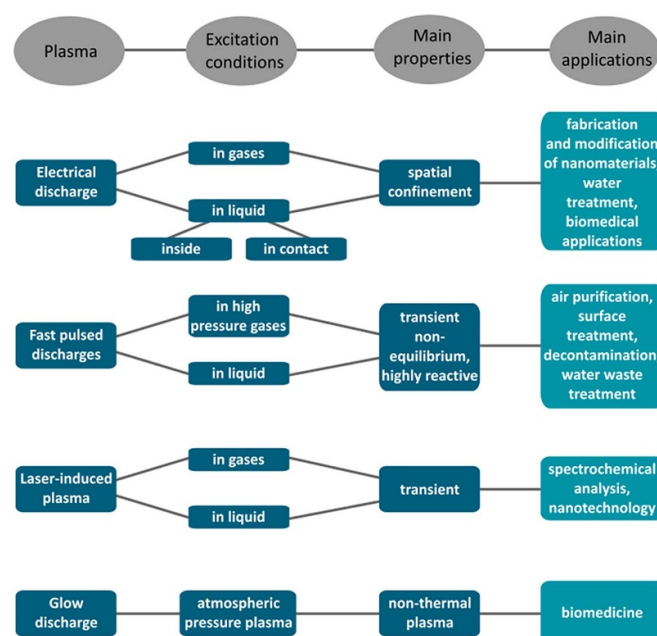 Plasma
Excitation
conditions
Main
properties
Main
applications
Electrical
discharge
in gases
in liquid
inside
in contact
spatial
confinement
fabrication
and modification
of nanomaterials,
water
treatment,
biomedical
applications
Fast pulsed
discharges
in high
pressure gases
in liquid
transient
non-
equilibrium,
highly reactive
air purification,
surface
treatment,
decontamination,
water waste
treatment
Laser-induced
plasma
in gases
in liquid
transient
spectrochemical
analysis,
nanotechnology
Glow
discharge
atmospheric
pressure plasma
non-thermal
plasma
biomedicine